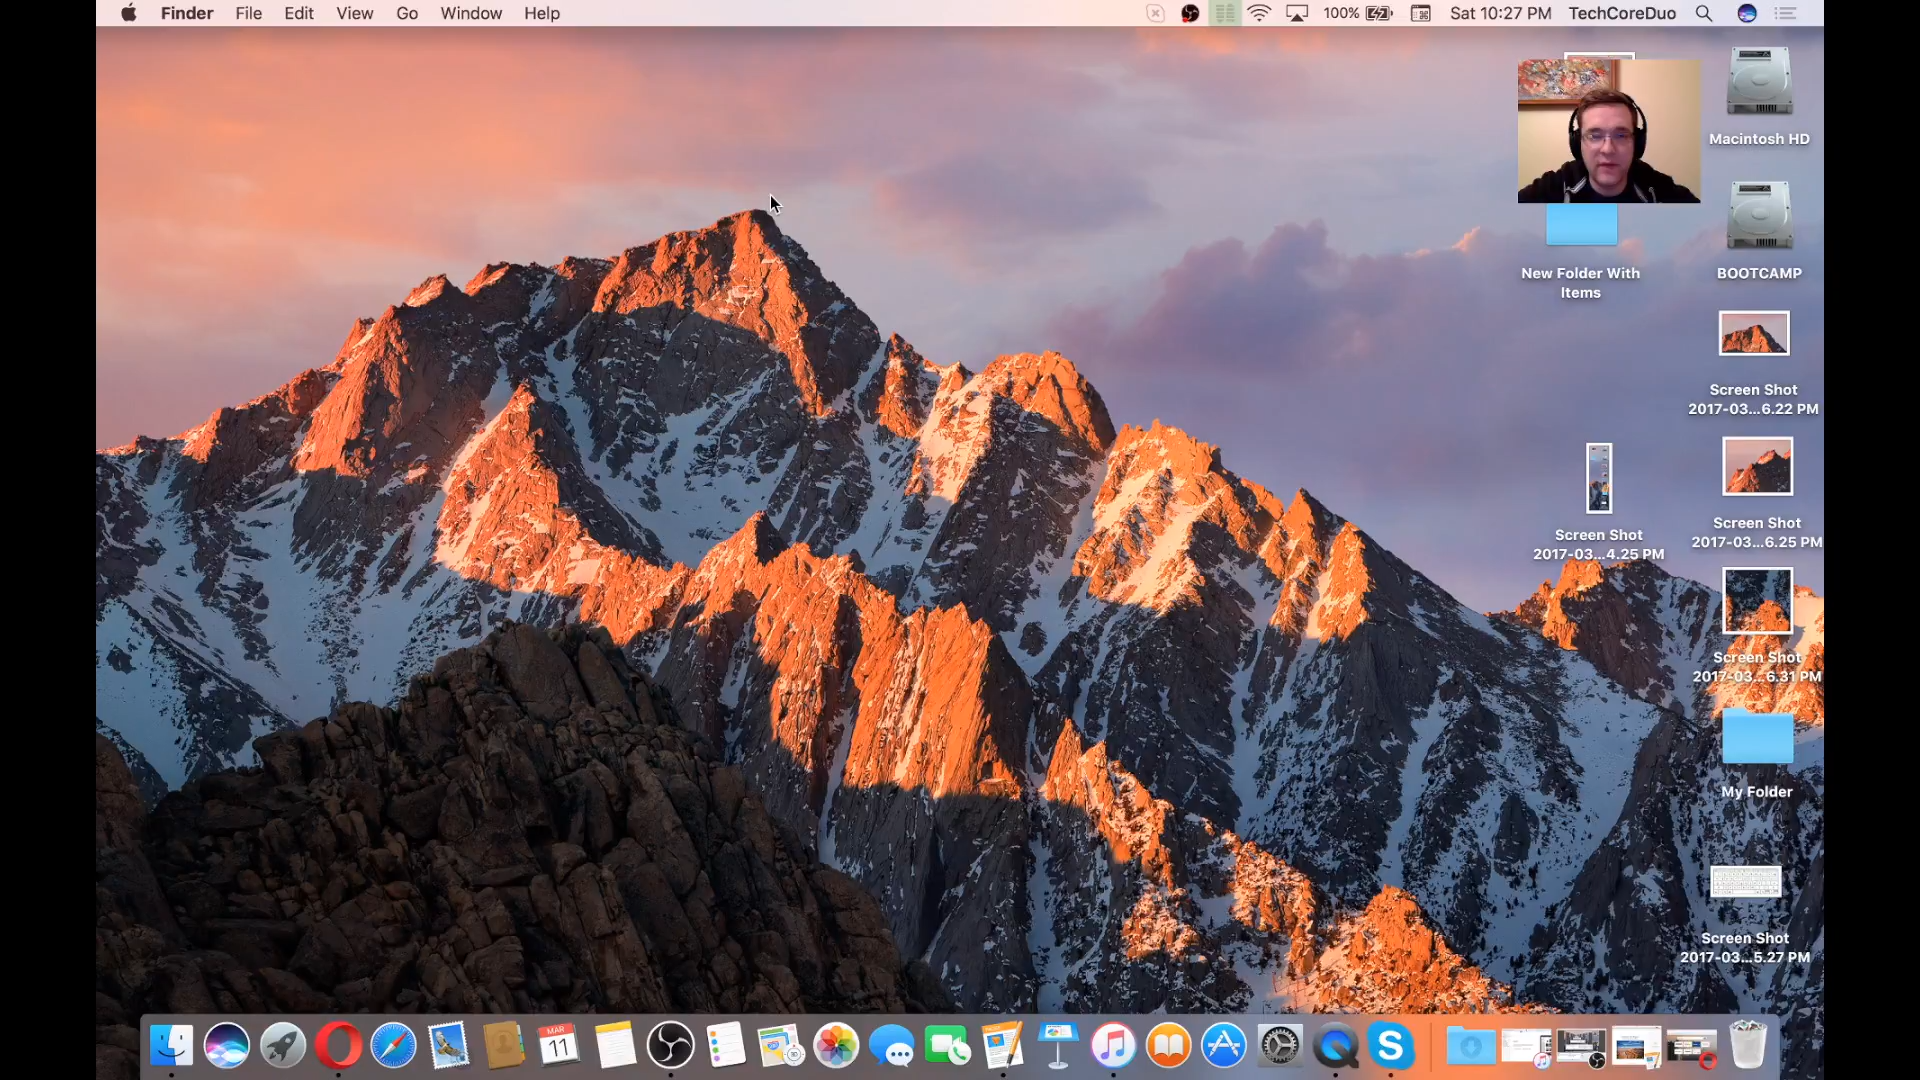 Finder File Edit View Go Window Help 100% Sat 10:27 PM TechCoreDuo
Macintosh HD
New Folder With
Items
BOOTCAMP
Screen Shot
2017-03...6.22 PM
Screen Shot
2017-03...4.25 PM
Screen Shot
2017-03...6.25 PM
Screen Shot
2017-03...6.31 PM
My Folder
Screen Shot
2017-03...5.27 PM
MAR
11